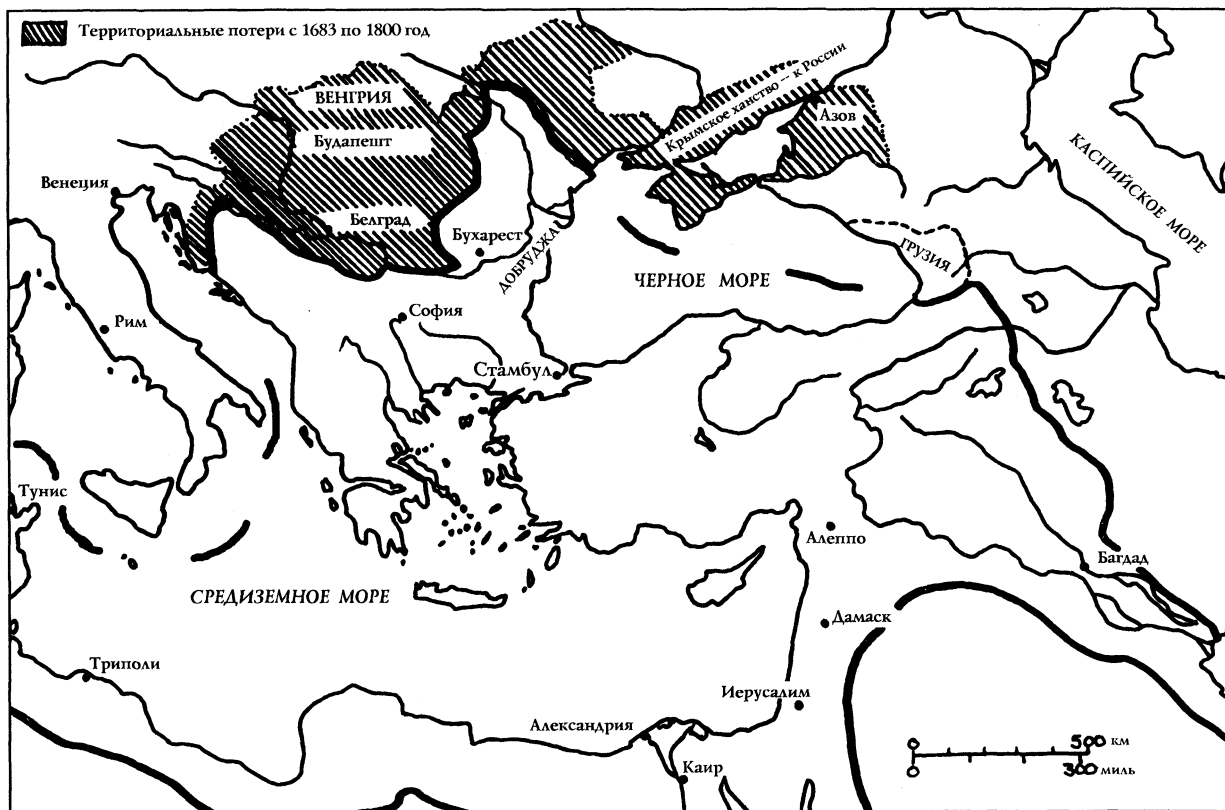 Территориальные потери с 1683 по 1800 год
ВЕНГРИЯ
Будапешт
Крымское ханство -- к России
Азов
КАСПИЙСКОЕ МОРЕ
Венеция
Белград
Бухарест
ДОБРУДЖА
ГРУЗИЯ
ЧЕРНОЕ МОРЕ
Рим
София
Стамбул
Тунис
Алеппо
Багдад
СРЕДИЗЕМНОЕ МОРЕ
Дамаск
Триполи
Иерусалим
Александрия
Каир
0 500 км
0 300 миль